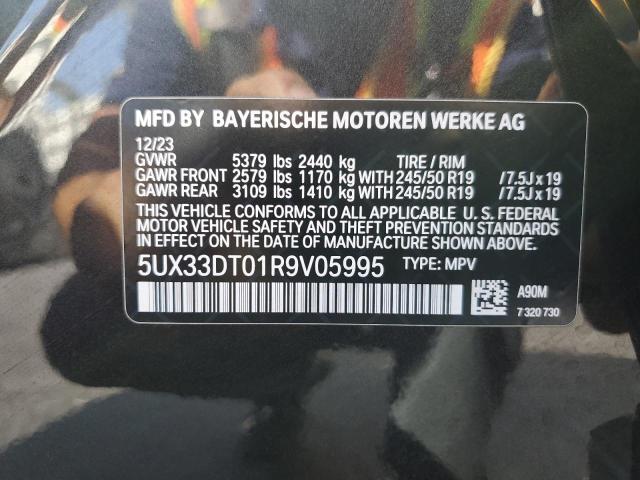 MFD BY BAYERISCHE MOTOREN WERKE AG
12/23
GVWR 5379 lbs 2440 kg TIRE / RIM
GAWR FRONT 2579 lbs 1170 kg WITH 245/50 R19 /7.5J x 19
GAWR REAR 3109 lbs 1410 kg WITH 245/50 R19 /7.5J x 19
THIS VEHICLE CONFORMS TO ALL APPLICABLE U. S. FEDERAL
MOTOR VEHICLE SAFETY AND THEFT PREVENTION STANDARDS
IN EFFECT ON THE DATE OF MANUFACTURE SHOWN ABOVE.
5UX33DT01R9V05995 TYPE: MPV
A90M
7 320 730